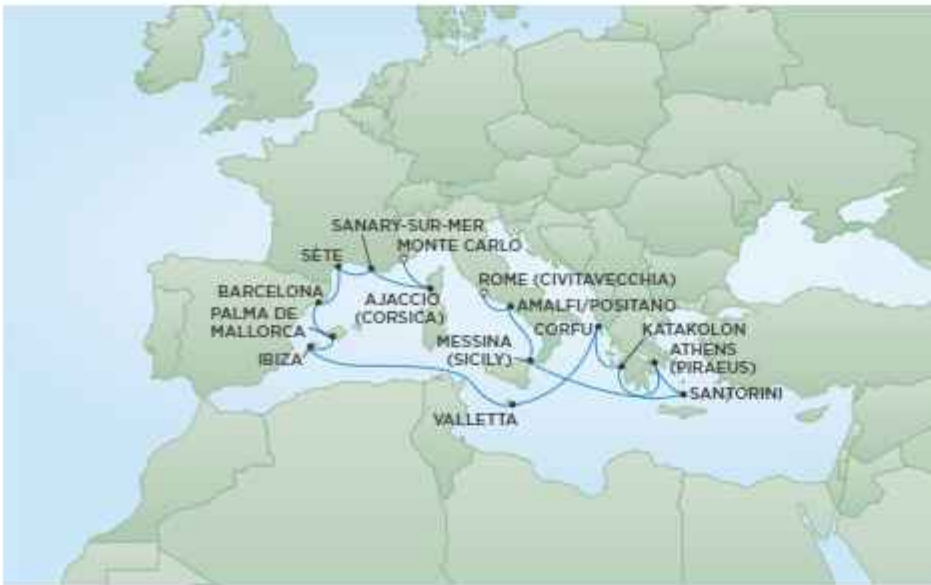 SANARY-SUR-MER
MONTE CARLO
SÈTE
ROME (CIVITAVECCHIA)
BARCELONA
AJACCIO
(CORSICA)
AMALFI/POSITANO
PALMA DE
MALLORCA
CORFU
KATAKOLON
IBIZA
MESSINA
(SICILY)
ATHENS
(PIRAEUS)
SANTORINI
VALLETTA